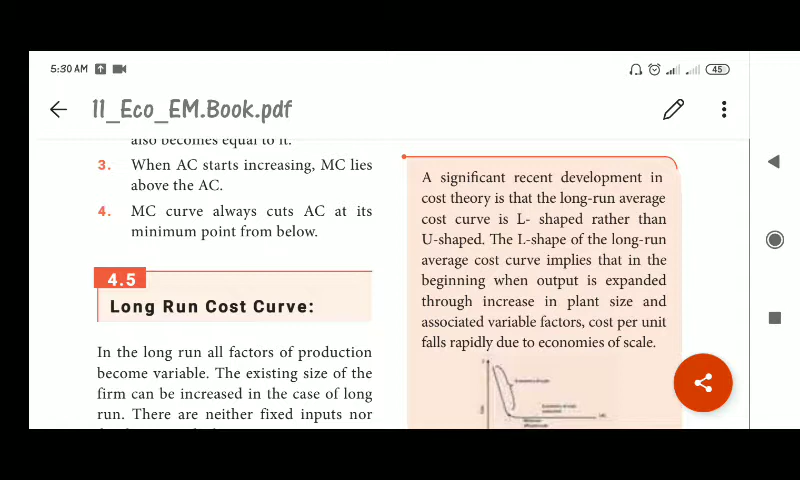 5:30 AM
45
11_Eco_EM.Book.pdf
also becomes equal to it.
3. When AC starts increasing, MC lies
above the AC.
4. MC curve always cuts AC at its
minimum point from below.
4.5
Long Run Cost Curve:
In the long run all factors of production
become variable. The existing size of the
firm can be increased in the case of long
run. There are neither fixed inputs nor
A significant recent development in
cost theory is that the long-run average
cost curve is L- shaped rather than
U-shaped. The L-shape of the long-run
average cost curve implies that in the
beginning when output is expanded
through increase in plant size and
associated variable factors, cost per unit
falls rapidly due to economies of scale.